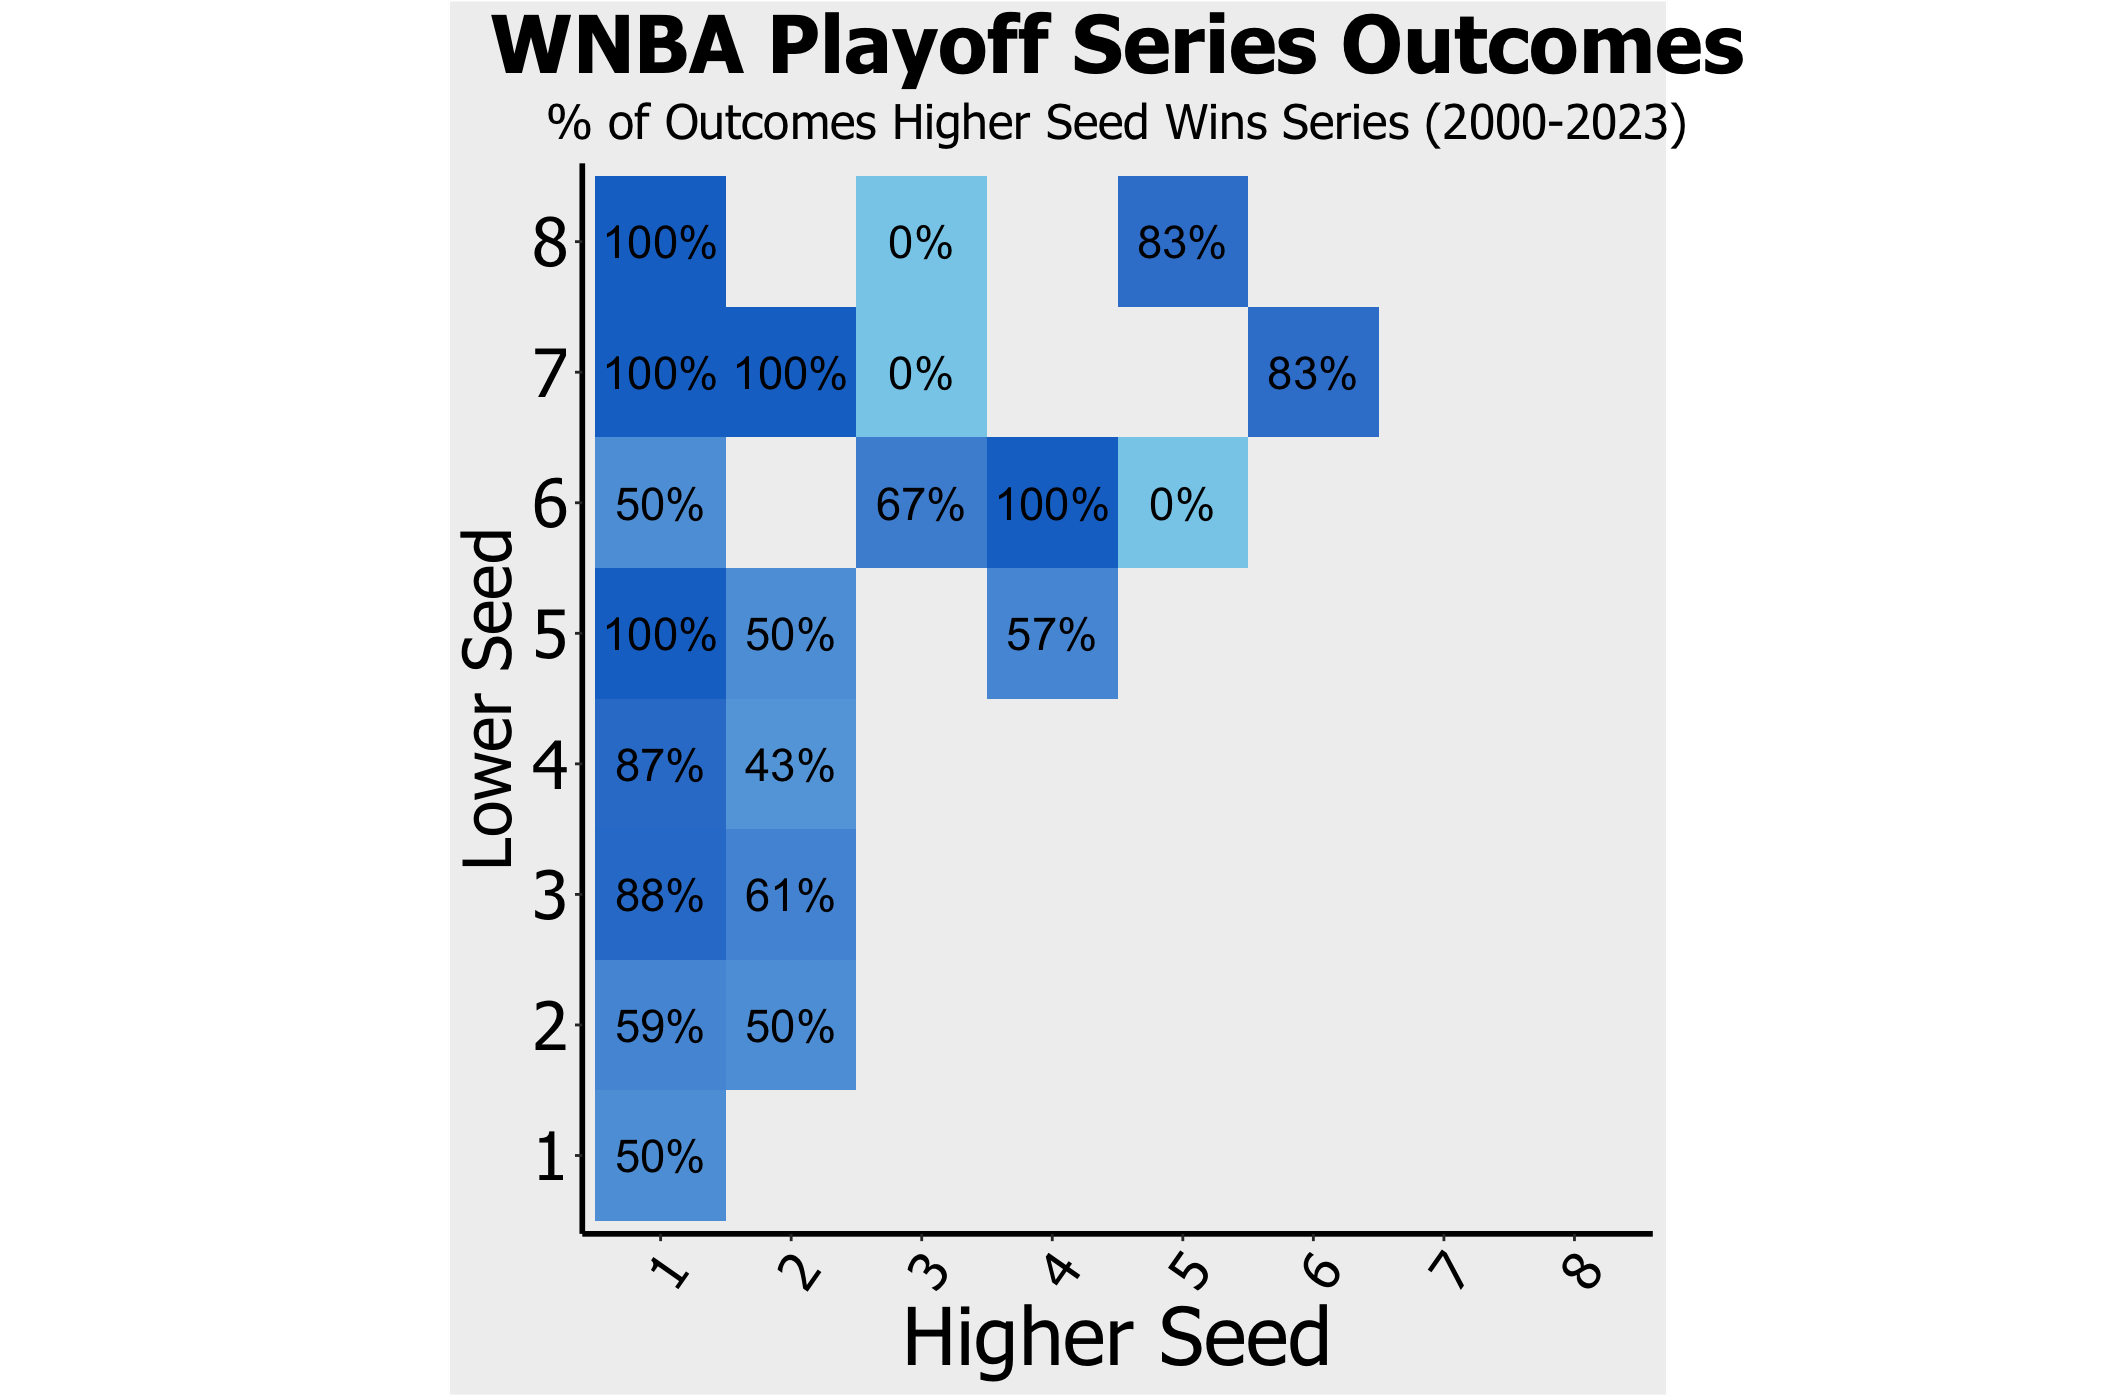 WNBA Playoff Series Outcomes
% of Outcomes Higher Seed Wins Series (2000-2023)
8 100% 0% 83%
7 100% 100% 0% 83%
6 50% 67% 100% 0%
5 100% 50% 57%
4 87% 43%
3 88% 61%
2 59% 50%
1 50%
Lower Seed
1 2 3 4 5 6 7 8
Higher Seed